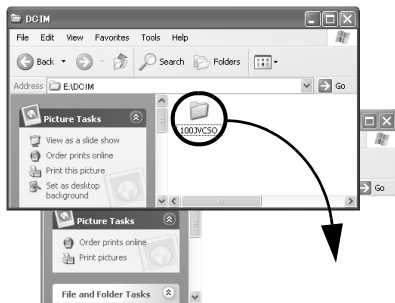 DCIM
File Edit View Favorites Tools Help
Back Search Folders
Address E:\DCIM Go
Picture Tasks
View as a slide show
Order prints online
Print this picture
Set as desktop
background
100JVCSO
Go
Picture Tasks
Order prints online
Print pictures
File and Folder Tasks